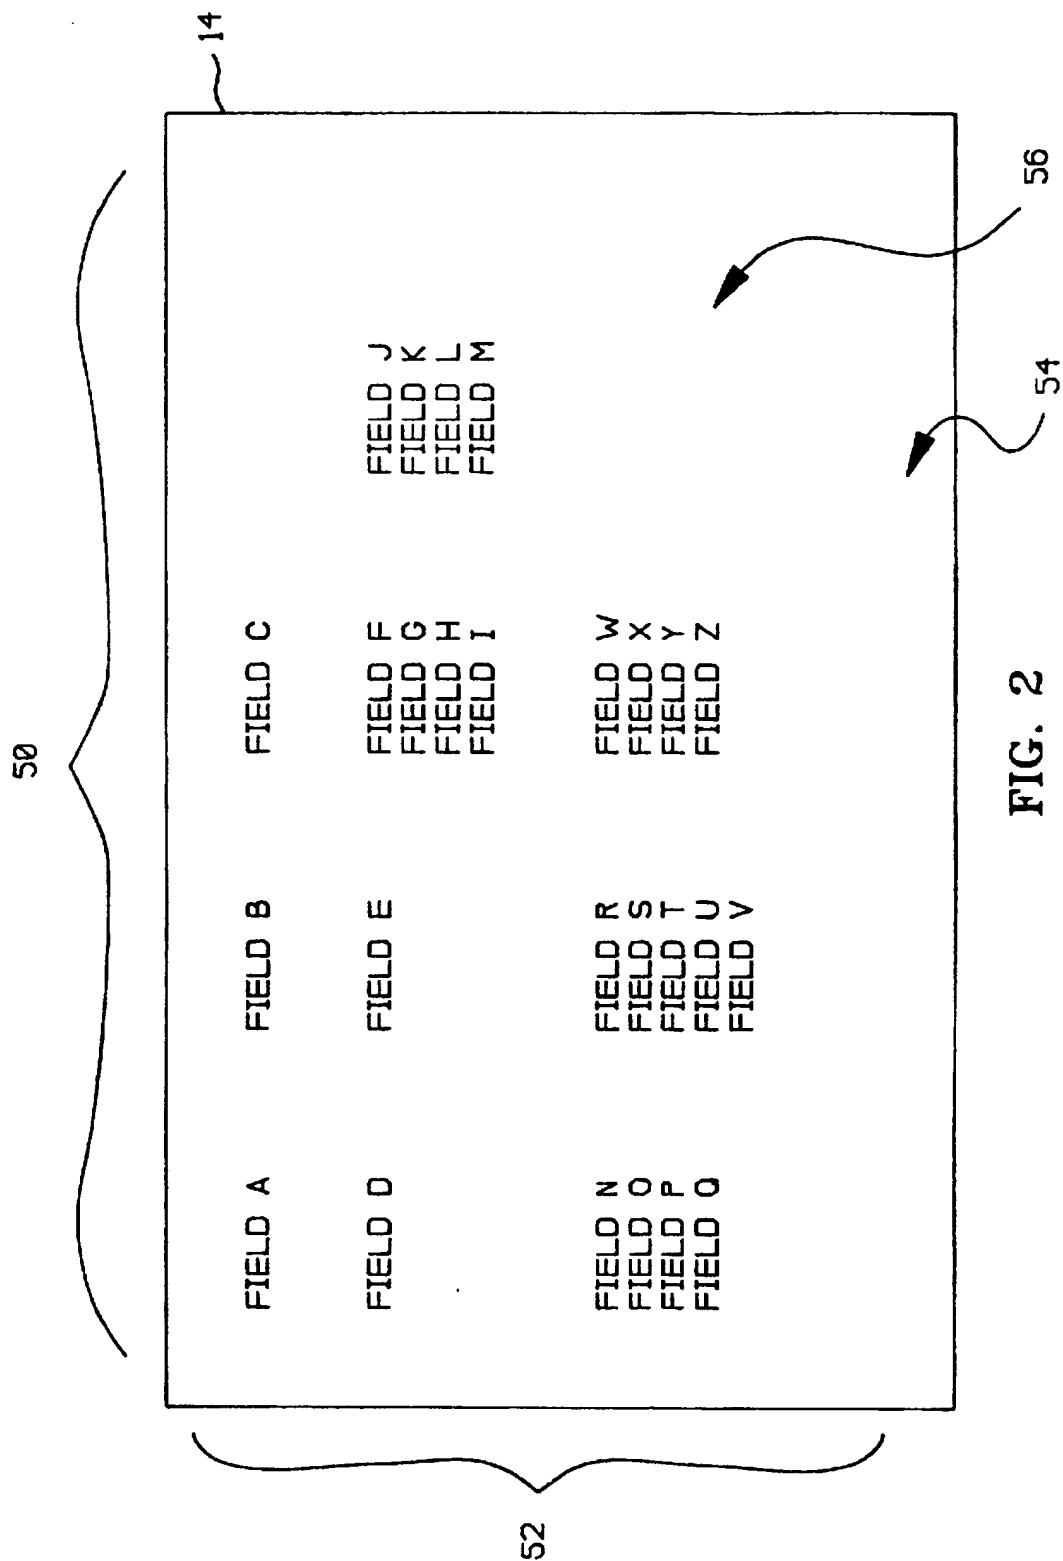 50
14
FIELD A FIELD B FIELD C
FIELD D FIELD E FIELD F FIELD J
FIELD G FIELD K
FIELD H FIELD L
FIELD I FIELD M
52
FIELD N FIELD R FIELD W
FIELD O FIELD S FIELD X
FIELD P FIELD T FIELD Y
FIELD Q FIELD U FIELD Z
FIELD V
56
54
FIG. 2